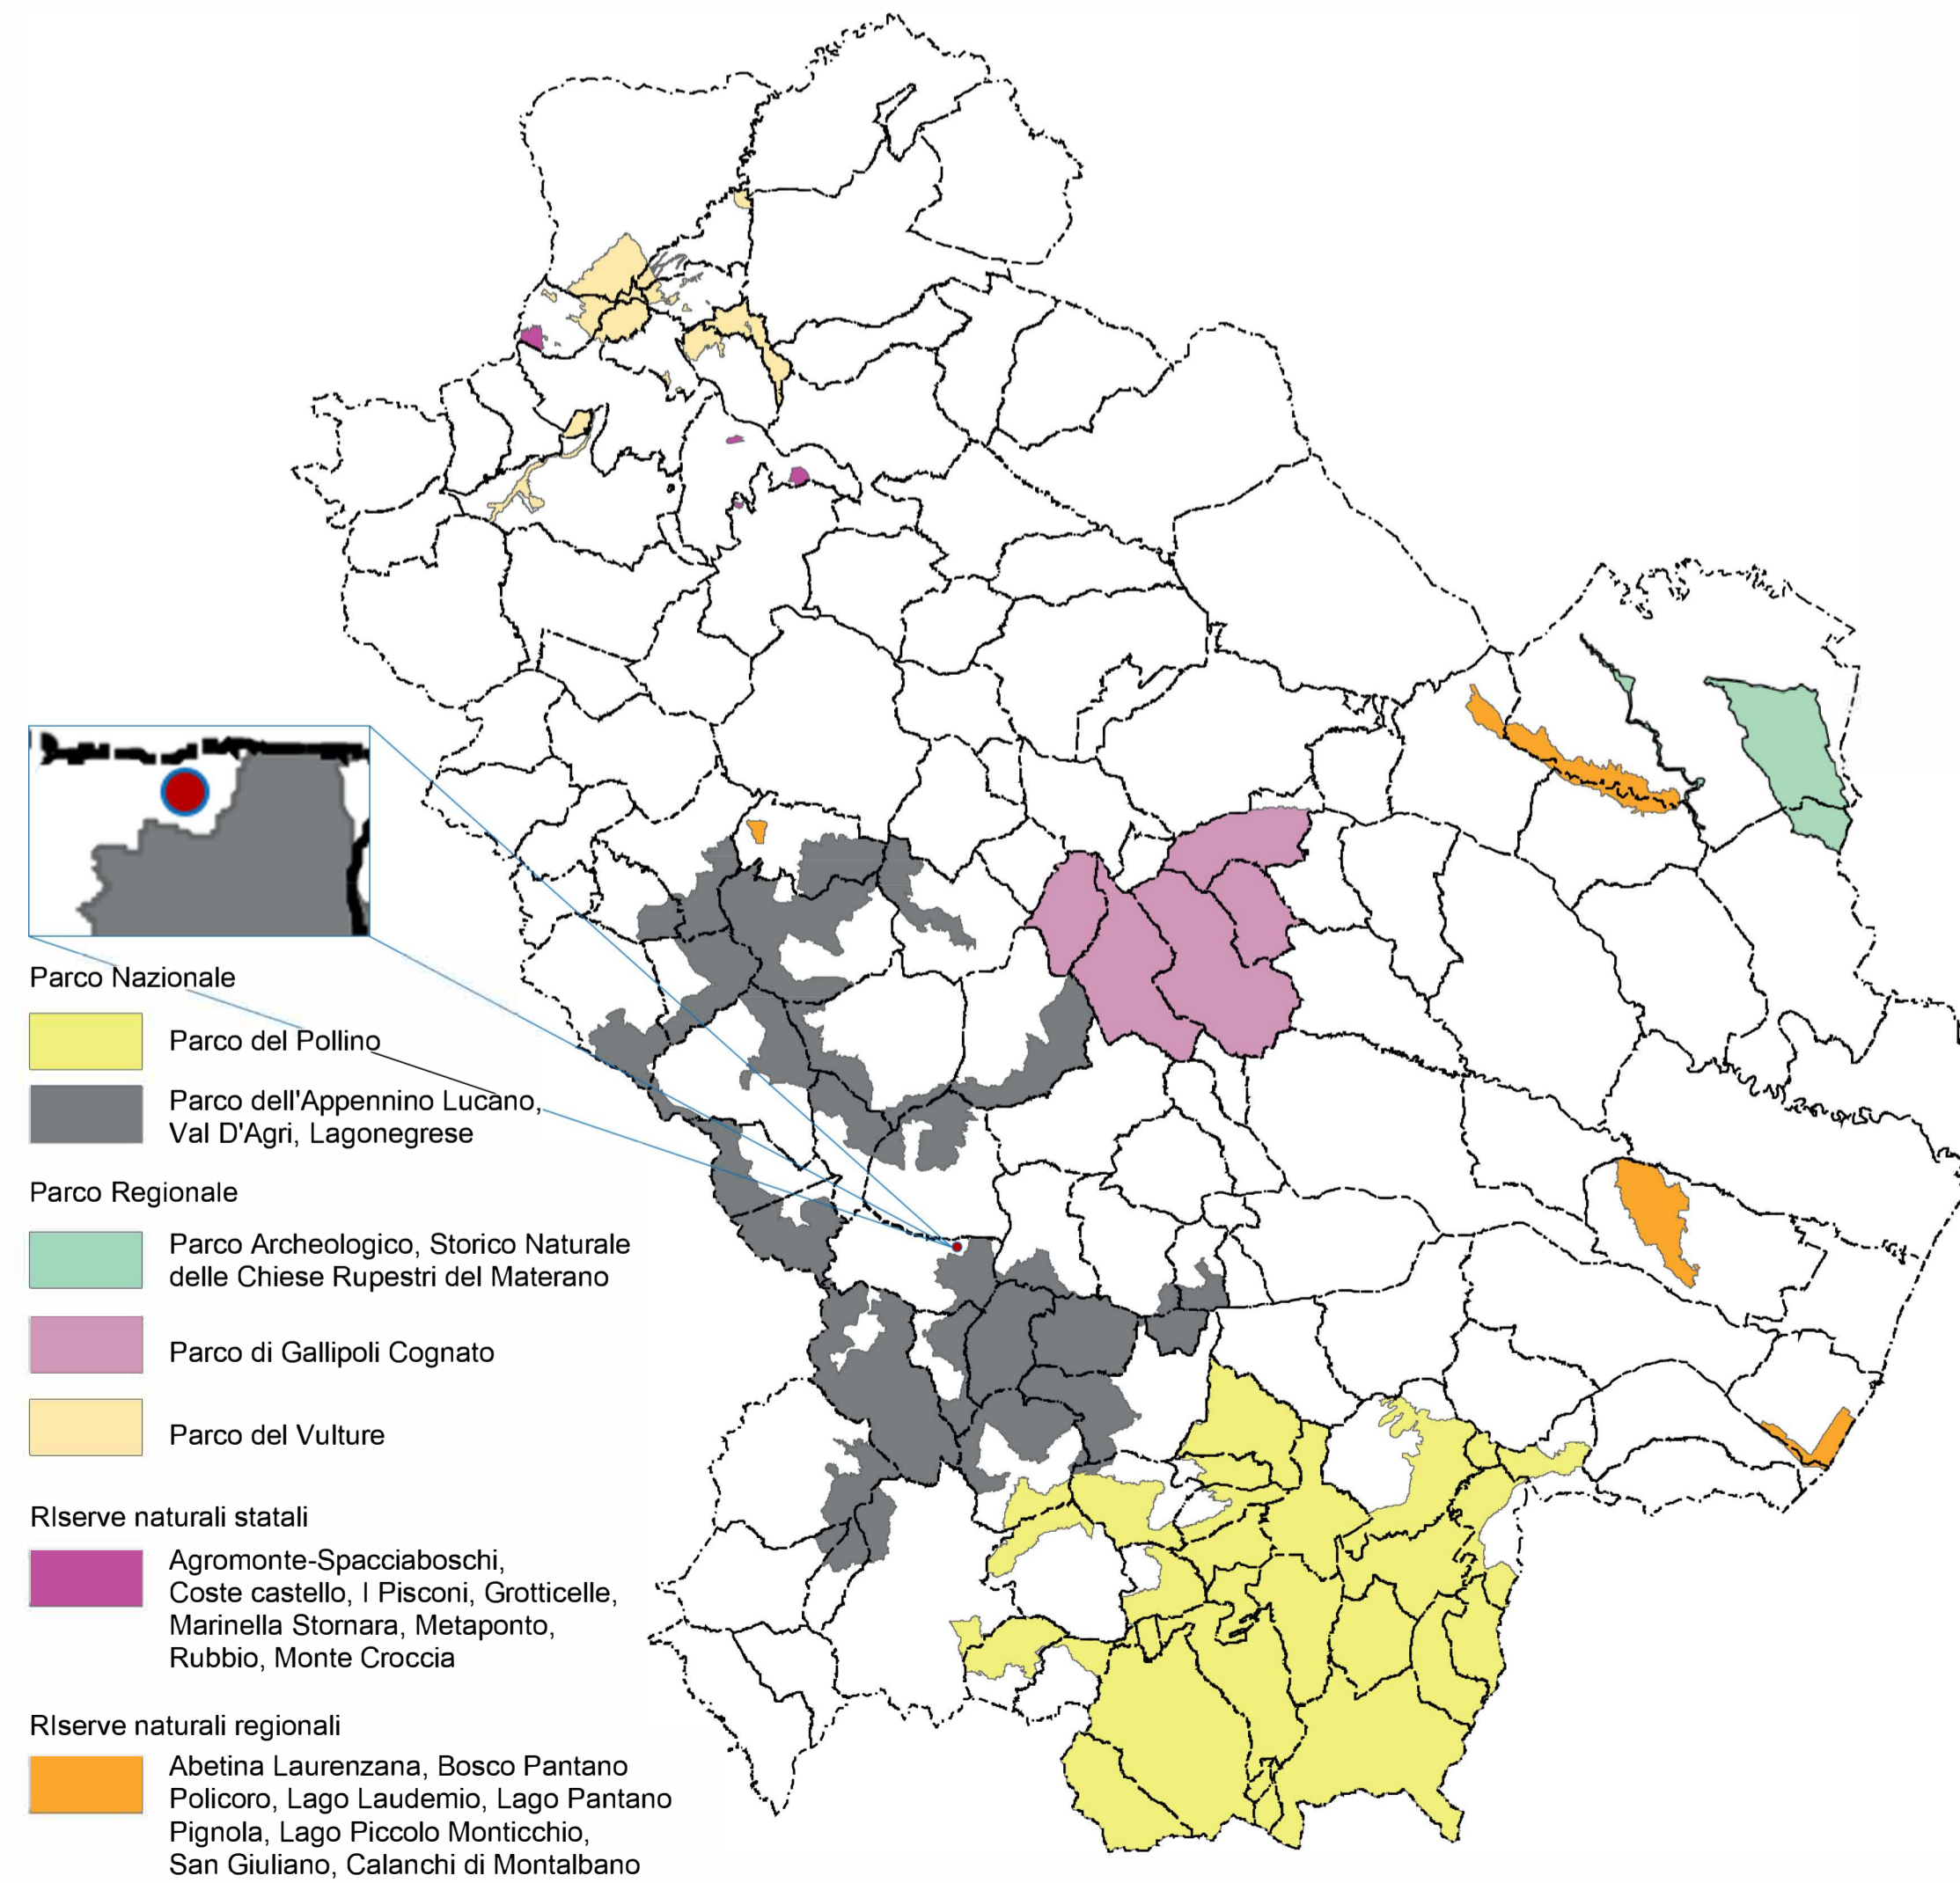 Parco Nazionale
Parco del Pollino
Parco dell'Appennino Lucano,
Val D'Agri, Lagonegrese
Parco Regionale
Parco Archeologico, Storico Naturale
delle Chiese Rupestri del Materano
Parco di Gallipoli Cognato
Parco del Vulture
RIserve naturali statali
Agromonte-Spacciaboschi,
Coste castello, I Pisconi, Grotticelle,
Marinella Stornara, Metaponto,
Rubbio, Monte Croccia
RIserve naturali regionali
Abetina Laurenzana, Bosco Pantano
Policoro, Lago Laudemio, Lago Pantano
Pignola, Lago Piccolo Monticchio,
San Giuliano, Calanchi di Montalbano